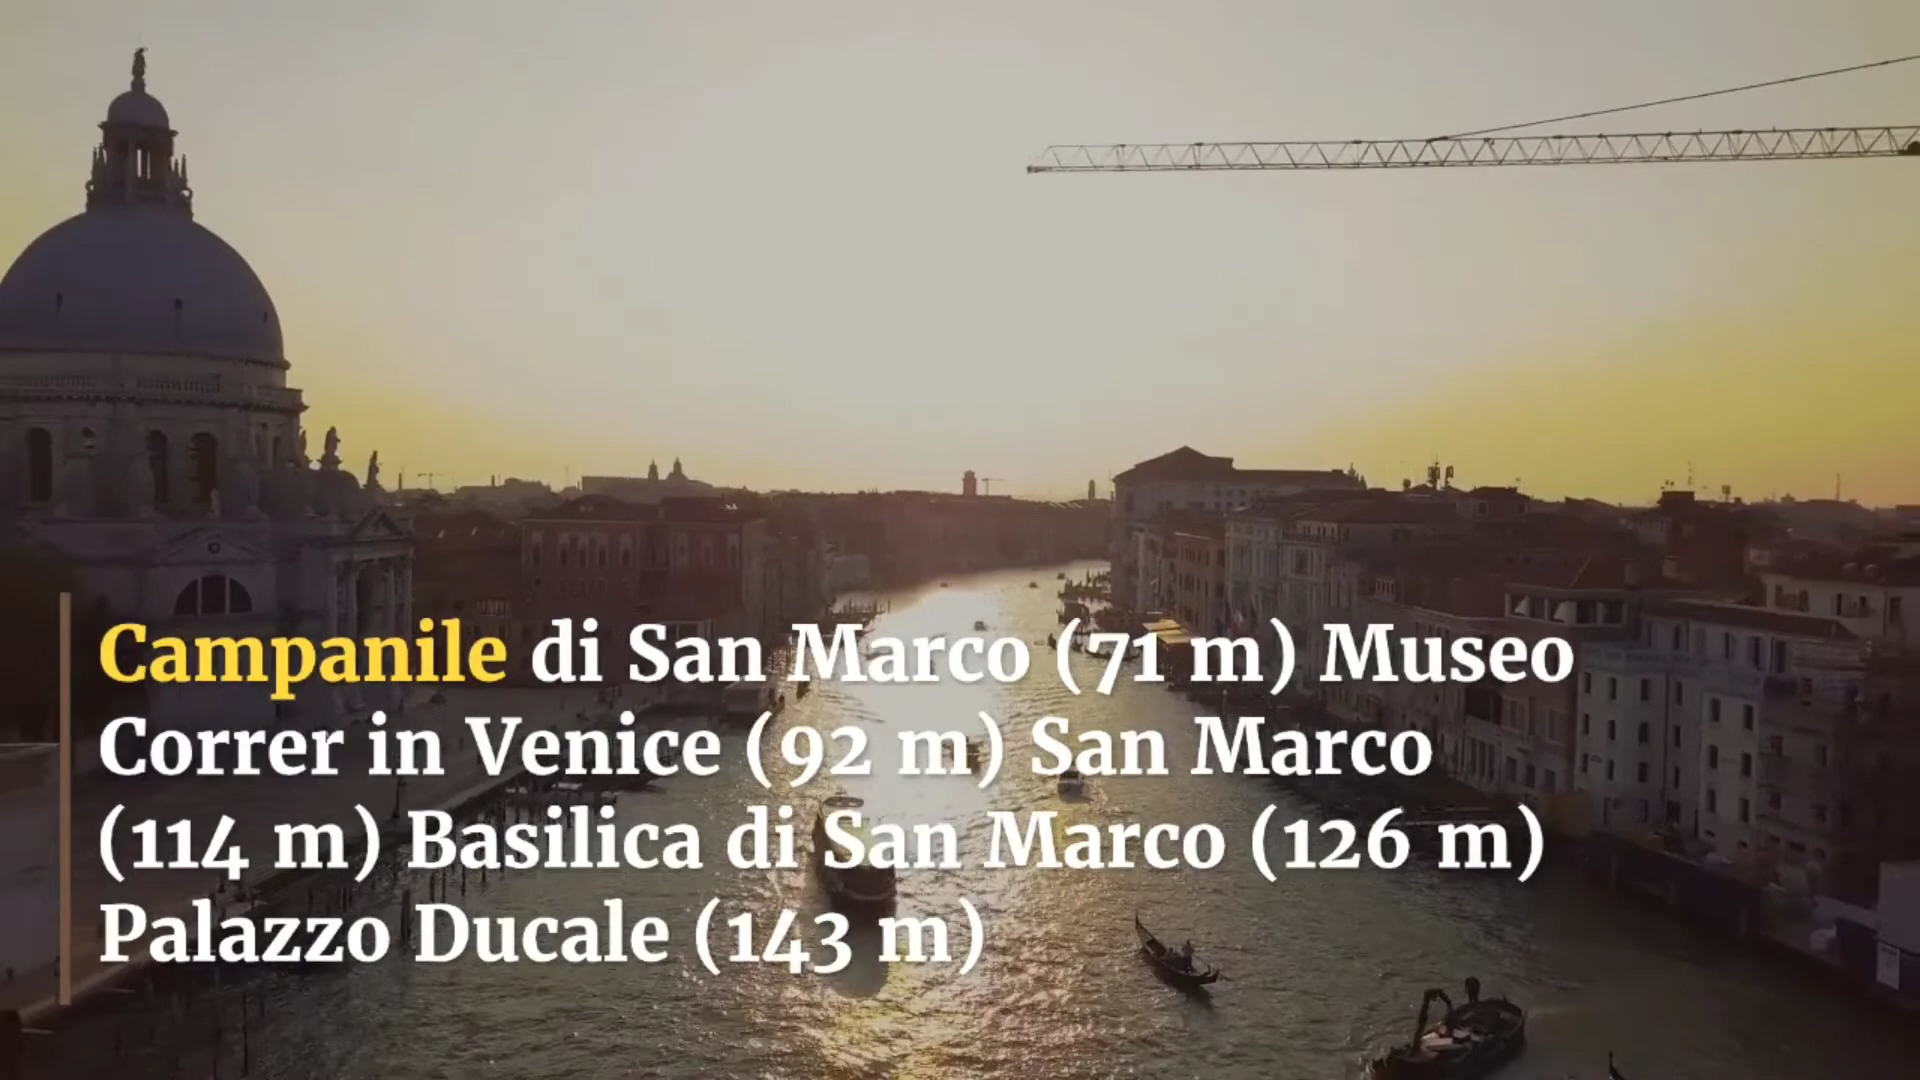 Campanile di San Marco (71 m) Museo
Correr in Venice (92 m) San Marco
(114 m) Basilica di San Marco (126 m)
Palazzo Ducale (143 m)